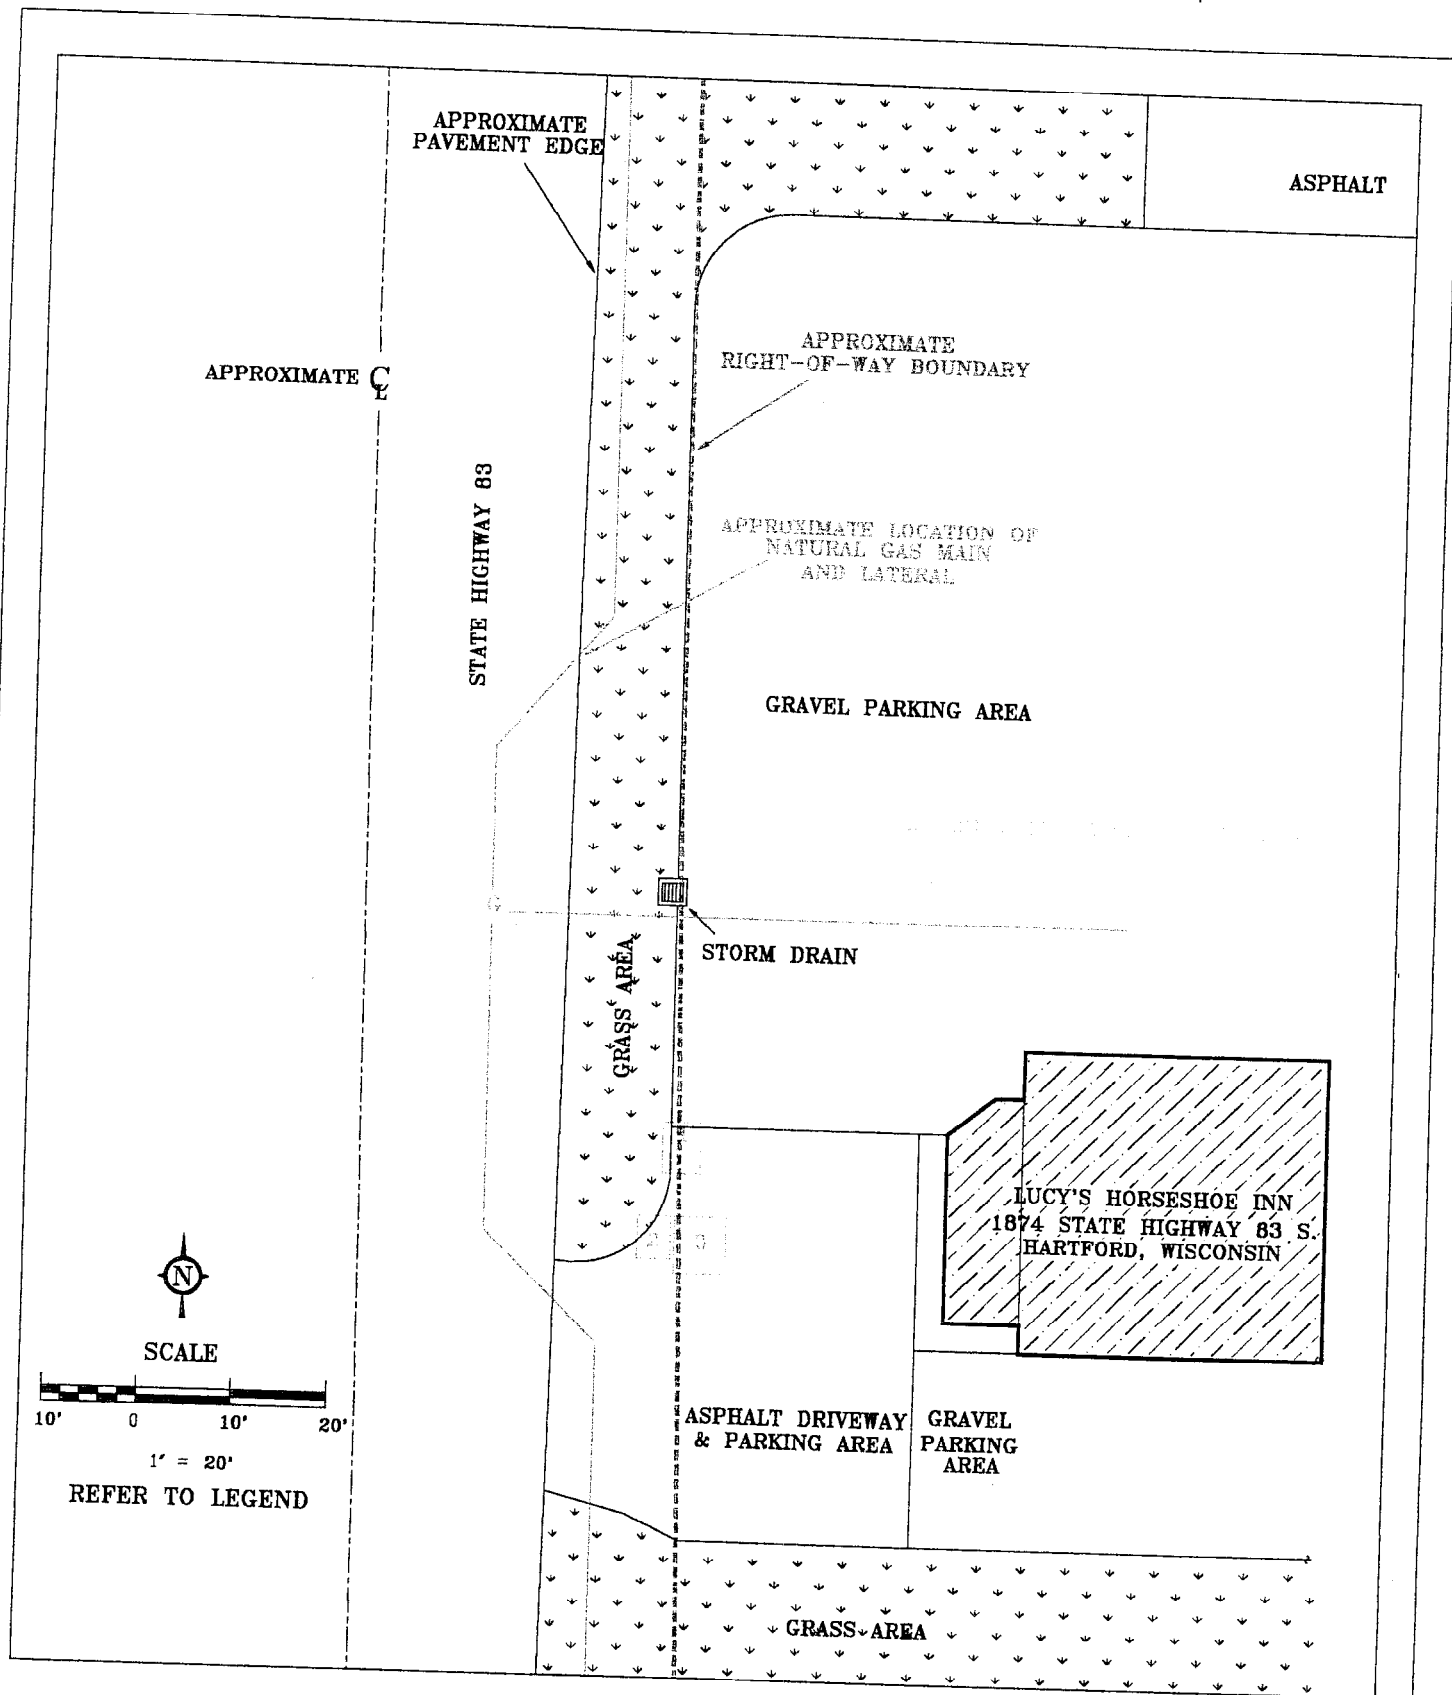 APPROXIMATE
PAVEMENT EDGE
ASPHALT
APPROXIMATE
RIGHT-OF-WAY BOUNDARY
APPROXIMATE ℄
STATE HIGHWAY 83
APPROXIMATE LOCATION OF
NATURAL GAS MAIN
AND LATERAL
GRAVEL PARKING AREA
G
STORM DRAIN
GRASS AREA
LUCY'S HORSESHOE INN
1874 STATE HIGHWAY 83 S.
HARTFORD, WISCONSIN
2
3
N
SCALE
10' 0 10' 20'
1" = 20'
REFER TO LEGEND
ASPHALT DRIVEWAY
& PARKING AREA
GRAVEL
PARKING
AREA
GRASS AREA